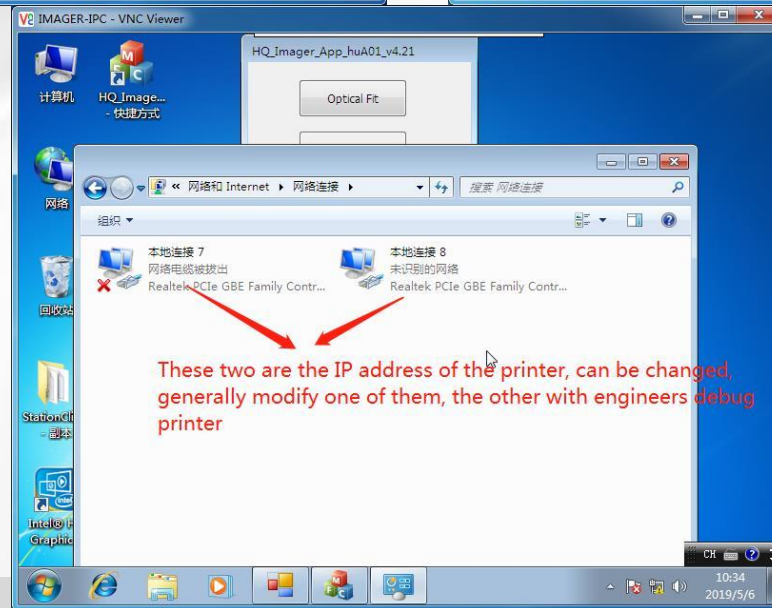 IMAGER-IPC - VNC Viewer
计算机
HQ_Image...
- 快捷方式
HQ_Imager_App_huA01_v4.21
Optical Fit
网络和 Internet
网络连接
搜索 网络连接
网络
组织
本地连接 7
网络电缆被拔出
Realtek PCIe GBE Family Contr...
本地连接 8
未识别的网络
Realtek PCIe GBE Family Contr...
回收站
These two are the IP address of the printer, can be changed,
generally modify one of them, the other with engineers debug
printer
- 副本
Graphic
CH
10:34
2019/5/6